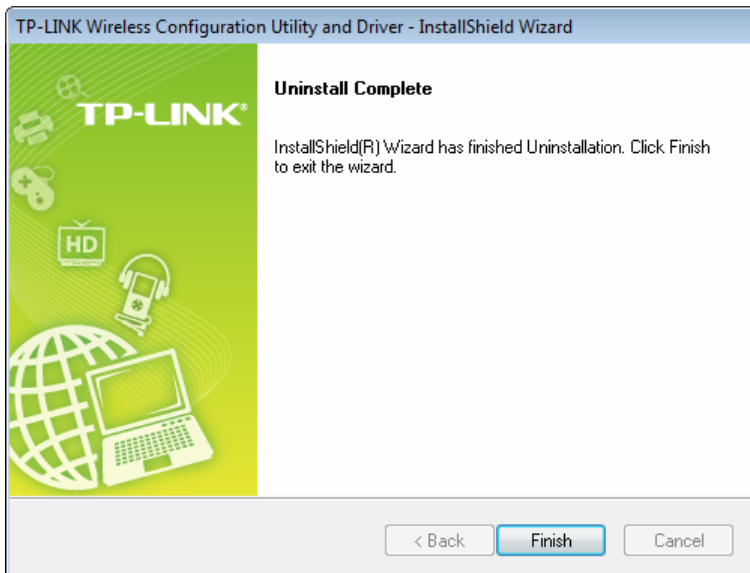 TP-LINK Wireless Configuration Utility and Driver - InstallShield Wizard
TP-LINK®
Uninstall Complete
InstallShield(R) Wizard has finished Uninstallation. Click Finish
to exit the wizard.
HD
< Back
Finish
Cancel